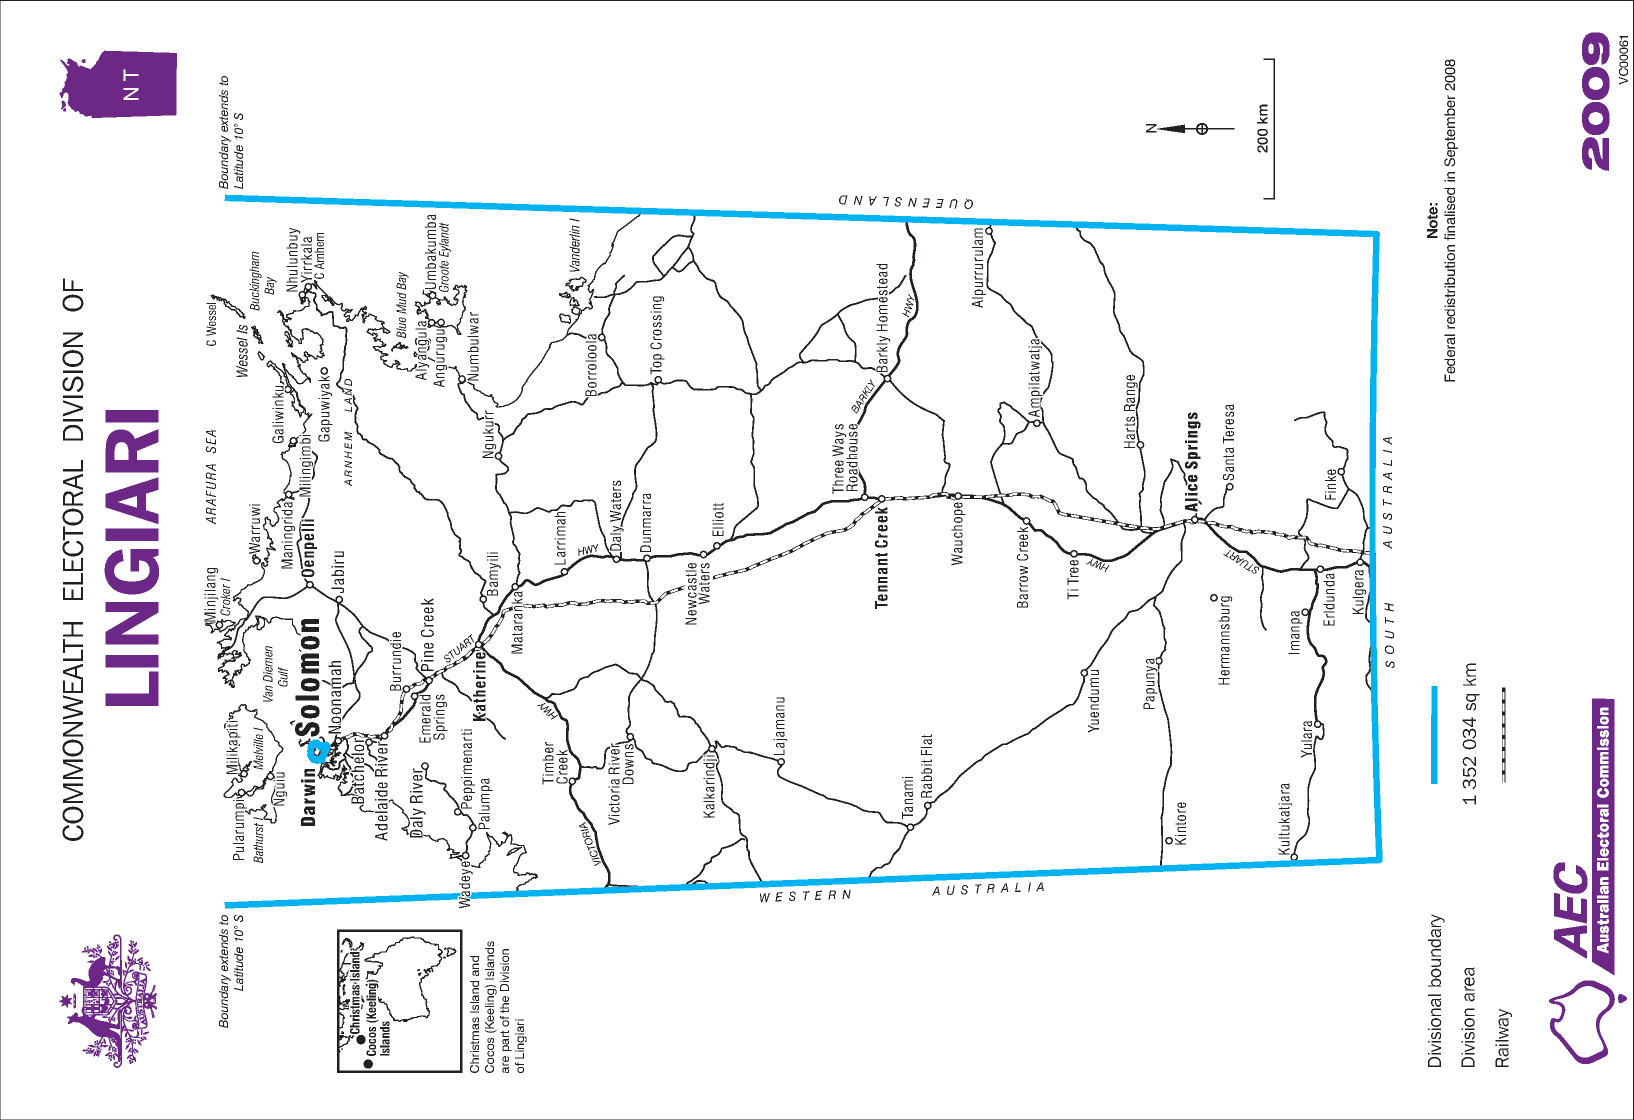 COMMONWEALTH ELECTORAL DIVISION OF
LINGIARI
N T
Boundary extends to
Latitude 10° S
Boundary extends to
Latitude 10° S
ARAFURA SEA
C Wessel
Wessel Is
Buckingham
Bay
Nhulunbuy
Yirrkala
C Arnhem
Minjilang
Croker I
Warruwi
Maningrida
Milingimbi
Galiwinku
Gapuwiyak
ARNHEM LAND
Blue Mud Bay
Umbakumba
Groote Eylandt
Alyangula
Angurugu
Numbulwar
Vanderlin I
Milikapiti
Melville I
Pularumpi
Bathurst I
Nguiu
Van Diemen
Gulf
Oenpelli
Jabiru
Darwin
Solomon
Noonamah
Batchelor
Adelaide River
Burrundie
Pine Creek
Emerald
Springs
Daly River
Peppimenarti
Palumpa
Wadeye
STUART
Katherine
Bamyili
Mataranka
Ngukurr
Larrimah
HWY
Daly Waters
Dunmarra
Borroloola
Top Crossing
HWY
Timber
Creek
VICTORIA
Victoria River
Downs
Kalkarindji
Lajamanu
Newcastle
Waters
Elliott
Three Ways
Roadhouse
BARKLY
Barkly Homestead
HWY
Tennant Creek
Tanami
Rabbit Flat
Wauchope
Alpurrurulam
Ampilatwatja
Barrow Creek
Ti Tree
HWY
Harts Range
Yuendumu
Papunya
Kintore
Alice Springs
Santa Teresa
Hermannsburg
STUART
Imanpa
Erldunda
Kulgera
Finke
Yulara
Kultukatjara
QUEENSLAND
WESTERN AUSTRALIA
SOUTH AUSTRALIA
N
200 km
Christmas Island
Cocos (Keeling)
Islands
Christmas Island and
Cocos (Keeling) Islands
are part of the Division
of Lingiari
Divisional boundary
Division area 1 352 034 sq km
Railway
Note:
Federal redistribution finalised in September 2008
AEC
Australian Electoral Commission
2009
VC00061